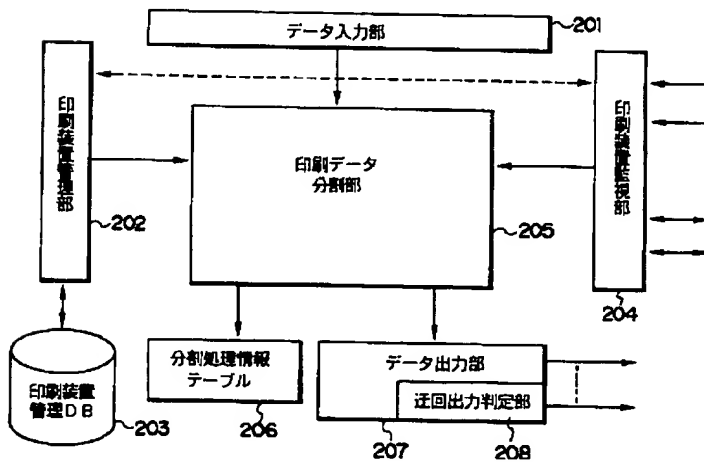 データ入力部
201
印刷装置管理部
202
印刷データ
分割部
205
印刷装置監視部
204
印刷装置
管理DB
203
分割処理情報
テーブル
206
データ出力部
迂回出力判定部
207
208